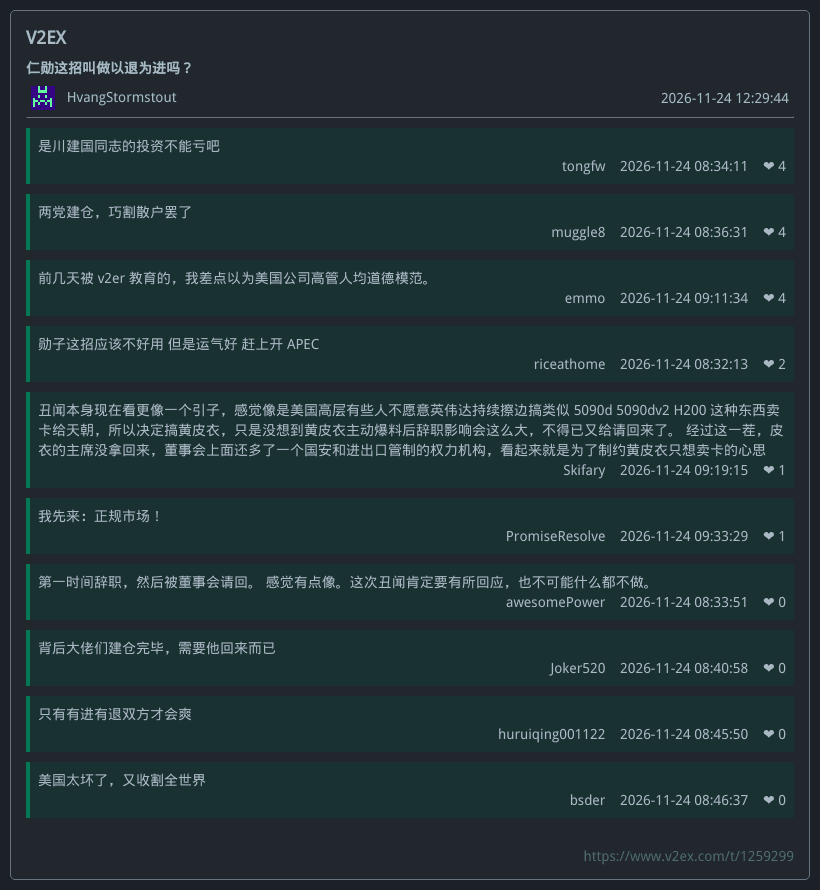 V2EX
仁勋这招叫做以退为进吗？
HvangStormstout 2026-11-24 12:29:44
是川建国同志的投资不能亏吧
tongfw 2026-11-24 08:34:11 ❤ 4
两党建仓，巧割散户罢了
muggle8 2026-11-24 08:36:31 ❤ 4
前几天被 v2er 教育的，我差点以为美国公司高管人均道德模范。
emmo 2026-11-24 09:11:34 ❤ 4
勋子这招应该不好用 但是运气好 赶上开 APEC
riceathome 2026-11-24 08:32:13 ❤ 2
丑闻本身现在看更像一个引子，感觉像是美国高层有些人不愿意英伟达持续擦边搞类似 5090d 5090dv2 H200 这种东西卖
卡给天朝，所以决定搞黄皮衣，只是没想到黄皮衣主动爆料后辞职影响会这么大，不得已又给请回来了。 经过这一茬，皮
衣的主席没拿回来，董事会上面还多了一个国安和进出口管制的权力机构，看起来就是为了制约黄皮衣只想卖卡的心思
Skifary 2026-11-24 09:19:15 ❤ 1
我先来：正规市场！
PromiseResolve 2026-11-24 09:33:29 ❤ 1
第一时间辞职，然后被董事会请回。 感觉有点像。这次丑闻肯定要有所回应，也不可能什么都不做。
awesomePower 2026-11-24 08:33:51 ❤ 0
背后大佬们建仓完毕，需要他回来而已
Joker520 2026-11-24 08:40:58 ❤ 0
只有有进有退双方才会爽
huruiqing001122 2026-11-24 08:45:50 ❤ 0
美国太坏了，又收割全世界
bsder 2026-11-24 08:46:37 ❤ 0
https://www.v2ex.com/t/1259299